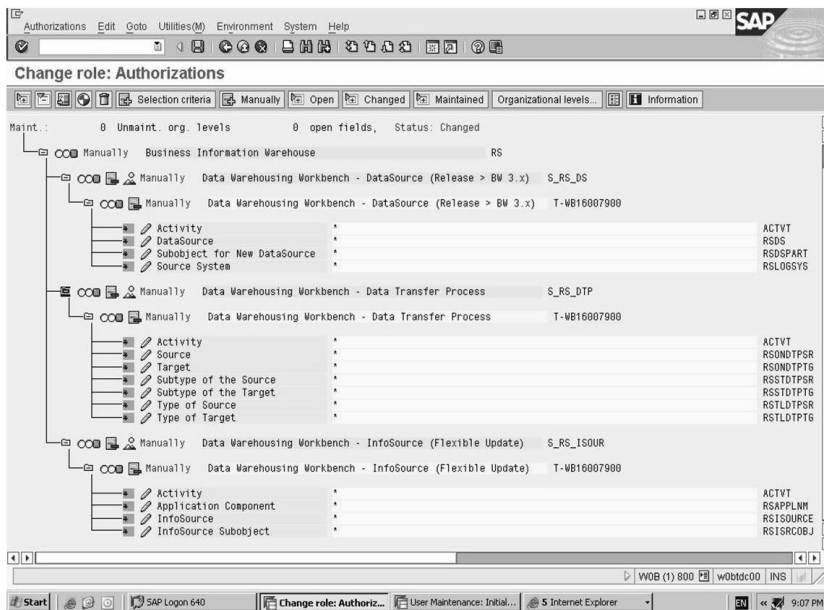 Authorizations Edit Goto Utilities(M) Environment System Help
SAP
Change role: Authorizations
Selection criteria Manually Open Changed Maintained Organizational levels... Information
Maint.: 0 Unmaint. org. levels 0 open fields, Status: Changed
Manually Business Information Warehouse RS
Manually Data Warehousing Workbench - DataSource (Release > BW 3.x) S_RS_DS
Manually Data Warehousing Workbench - DataSource (Release > BW 3.x) T-WB16007900
Activity * ACTVT
DataSource * RSDS
Subobject for New DataSource * RSDSPART
Source System * RSLOGSYS
Manually Data Warehousing Workbench - Data Transfer Process S_RS_DTP
Manually Data Warehousing Workbench - Data Transfer Process T-WB16007900
Activity * ACTVT
Source * RSONDTPSR
Target * RSONDTPTG
Subtype of the Source * RSSTDTPSR
Subtype of the Target * RSSTDTPTG
Type of Source * RSTLDTPSR
Type of Target * RSTLDTPTG
Manually Data Warehousing Workbench - InfoSource (Flexible Update) S_RS_ISOUR
Manually Data Warehousing Workbench - InfoSource (Flexible Update) T-WB16007900
Activity * ACTVT
Application Component * RSAPPLNM
InfoSource * RSISOURCE
InfoSource Subobject * RSISRCOBJ
W0B (1) 800 w0btdc00 INS
Start SAP Logon 640 Change role: Authoriz... User Maintenance: Initial... 5 Internet Explorer EN « 9:07 PM